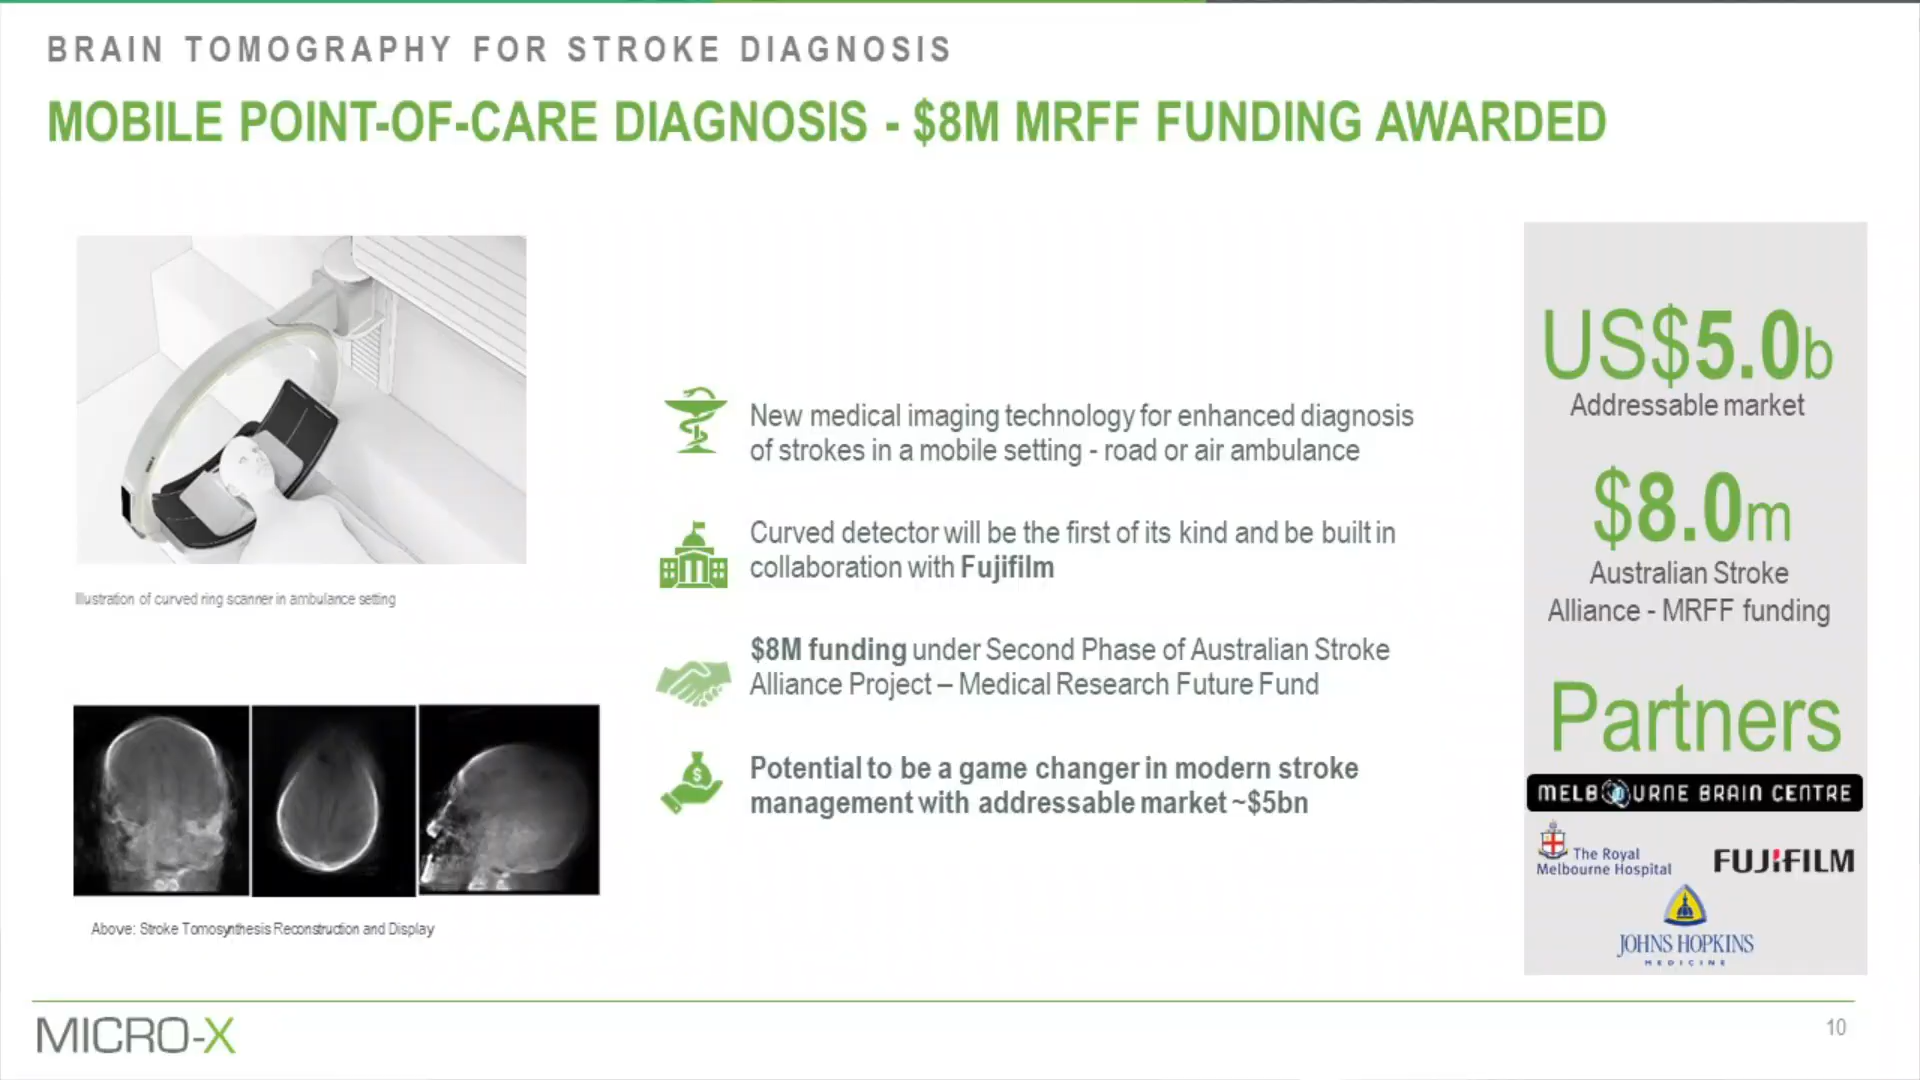 BRAIN TOMOGRAPHY FOR STROKE DIAGNOSIS
MOBILE POINT-OF-CARE DIAGNOSIS - $8M MRFF FUNDING AWARDED
Illustration of curved ring scanner in ambulance setting
Above: Stroke Tomosynthesis Reconstruction and Display
New medical imaging technology for enhanced diagnosis
of strokes in a mobile setting - road or air ambulance
Curved detector will be the first of its kind and be built in
collaboration with Fujifilm
$8M funding under Second Phase of Australian Stroke
Alliance Project – Medical Research Future Fund
$
Potential to be a game changer in modern stroke
management with addressable market ~$5bn
US$5.0b
Addressable market
$8.0m
Australian Stroke
Alliance - MRFF funding
Partners
MELBOURNE BRAIN CENTRE
The Royal
Melbourne Hospital
FUJIFILM
JOHNS HOPKINS
MEDICINE
MICRO-X
10